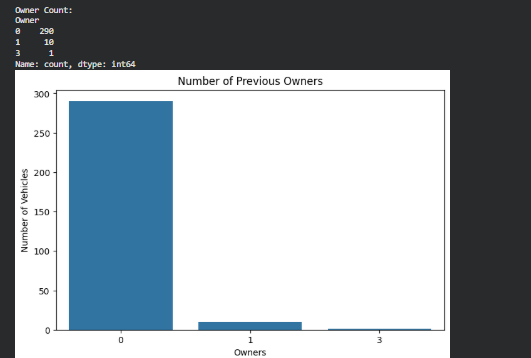 Owner Count:
Owner
0    290
1     10
3      1
Name: count, dtype: int64
Number of Previous Owners
300
250
200
150
100
50
0
Number of Vehicles
0 1 3
Owners